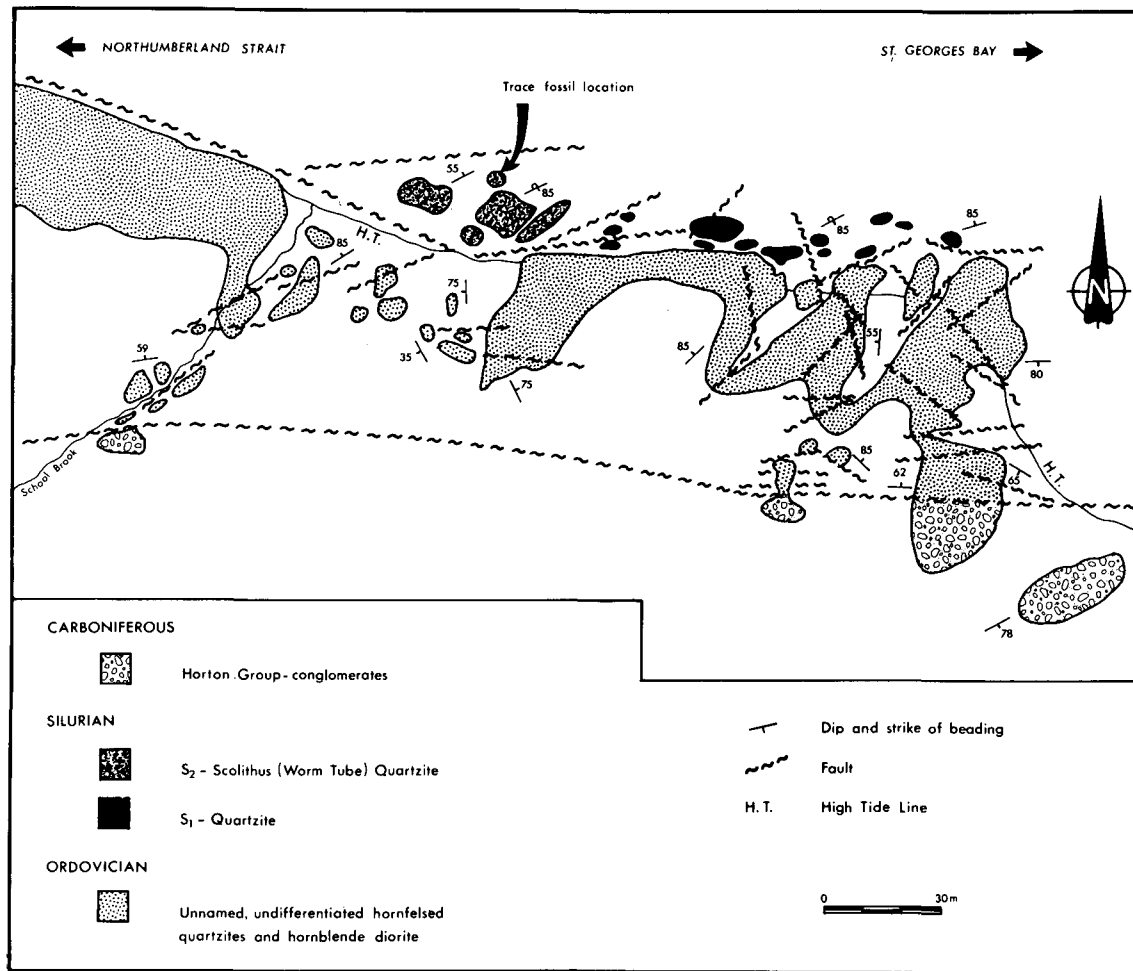 NORTHUMBERLAND STRAIT
ST. GEORGES BAY
Trace fossil location
55
85
H.T.
85
85
85
75
35
75
59
85
55
80
School Brook
85
62
65
H.T.
78
N
CARBONIFEROUS
Horton Group - conglomerates
SILURIAN
S2 - Scolithus (Worm Tube) Quartzite
S1 - Quartzite
ORDOVICIAN
Unnamed, undifferentiated hornfelsed
quartzites and hornblende diorite
Dip and strike of beading
Fault
H.T. High Tide Line
0 30m